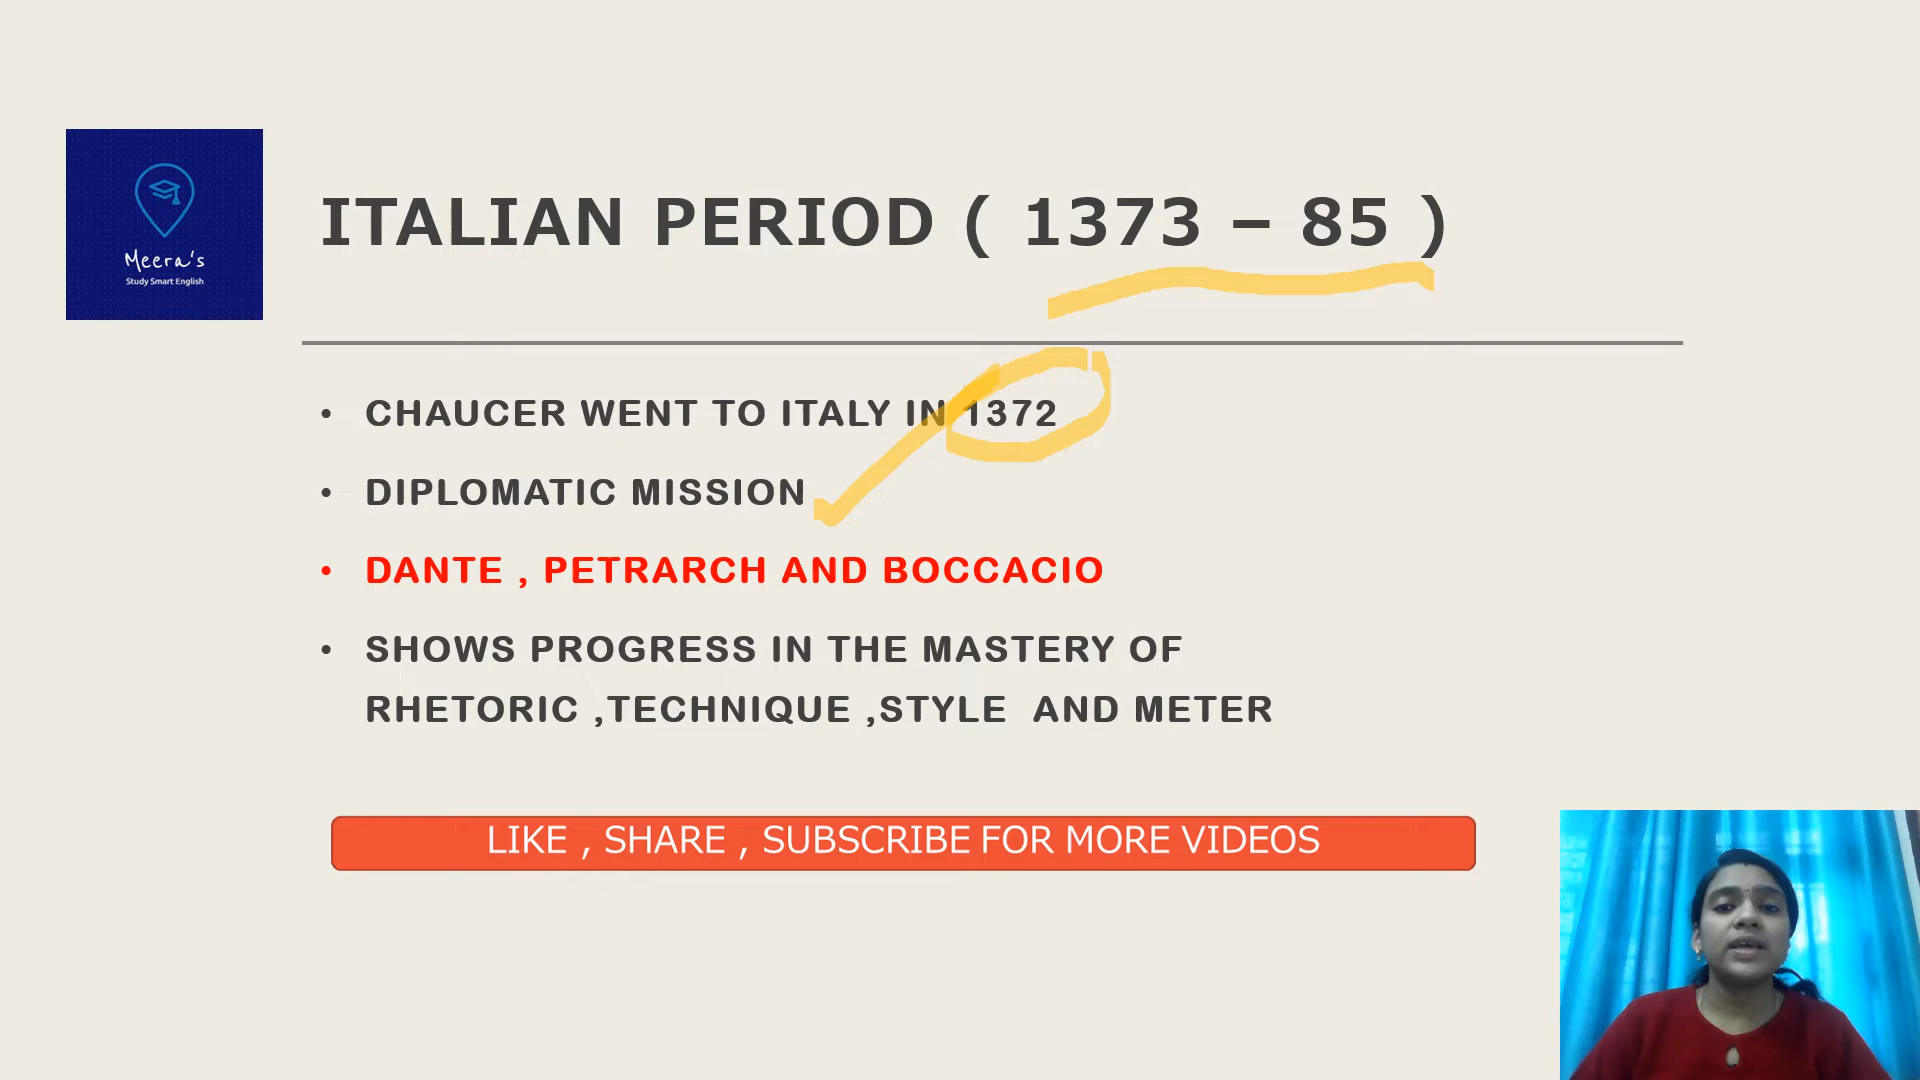 Meera's
Study Smart English
ITALIAN PERIOD ( 1373 – 85 )
• CHAUCER WENT TO ITALY IN 1372
• DIPLOMATIC MISSION
• DANTE , PETRARCH AND BOCCACIO
• SHOWS PROGRESS IN THE MASTERY OF
RHETORIC ,TECHNIQUE ,STYLE AND METER
LIKE , SHARE , SUBSCRIBE FOR MORE VIDEOS